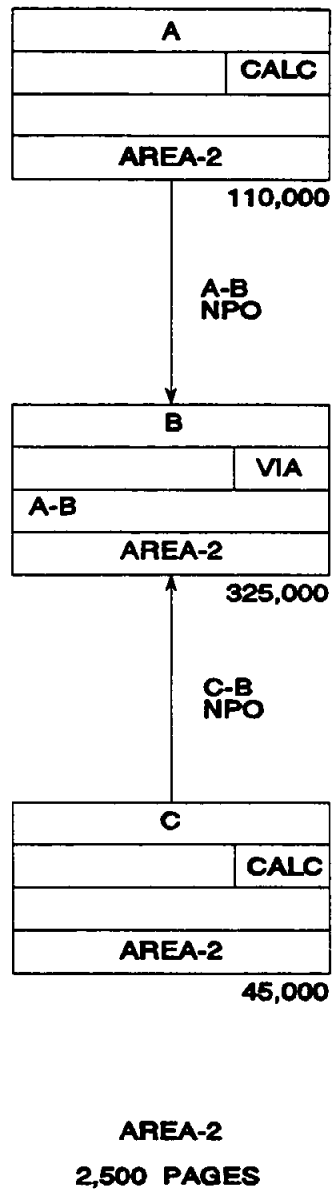 A
CALC
AREA-2
110,000
A-B
NPO
B
VIA
A-B
AREA-2
325,000
C-B
NPO
C
CALC
AREA-2
45,000
AREA-2
2,500 PAGES